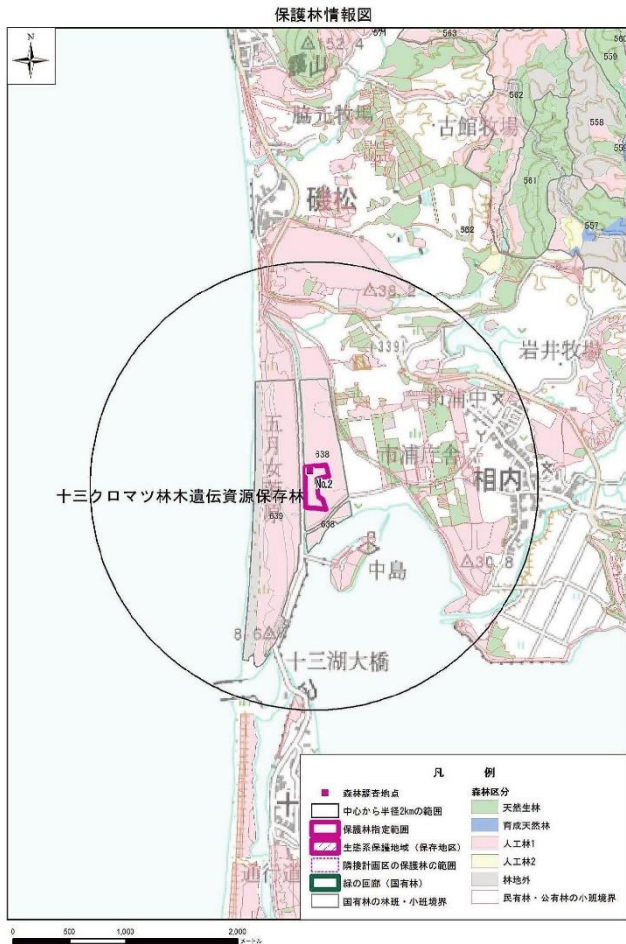 保護林情報図
N
152.4
571
563
560
559
562
脇元牧場
古館牧場
558
561
磯松
562
557
36.2
(339)
岩井牧場
市浦中
五月女萢原
638
市浦庁舎
相内
No.2
十三クロマツ林木遺伝資源保存林
639
638
中島
30.8
8.6
十三湖大橋
十
通行道
凡 例
森林調査地点
中心から半径2kmの範囲
保護林指定範囲
生態系保護地域(保存地区)
隣接計画区の保護林の範囲
緑の回廊(国有林)
国有林の林班・小班境界
森林区分
天然生林
育成天然林
人工林1
人工林2
林地外
民有林・公有林の小班境界
0 500 1,000 2,000
メートル